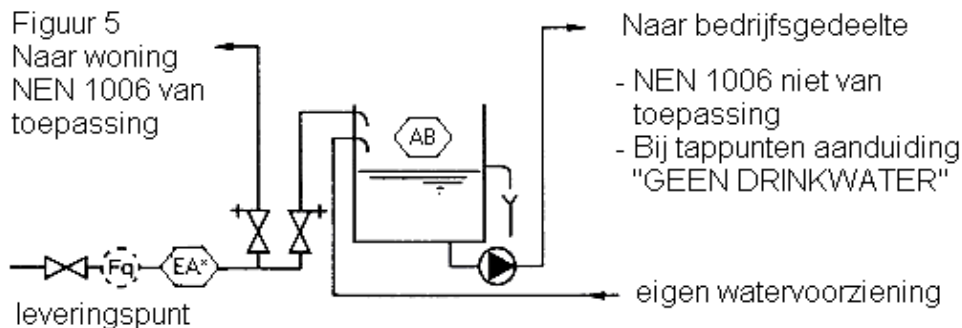 Figuur 5
Naar woning
NEN 1006 van
toepassing
Naar bedrijfsgedeelte
- NEN 1006 niet van
toepassing
- Bij tappunten aanduiding
"GEEN DRINKWATER"
AB
Fq
EA*
eigen watervoorziening
leveringspunt